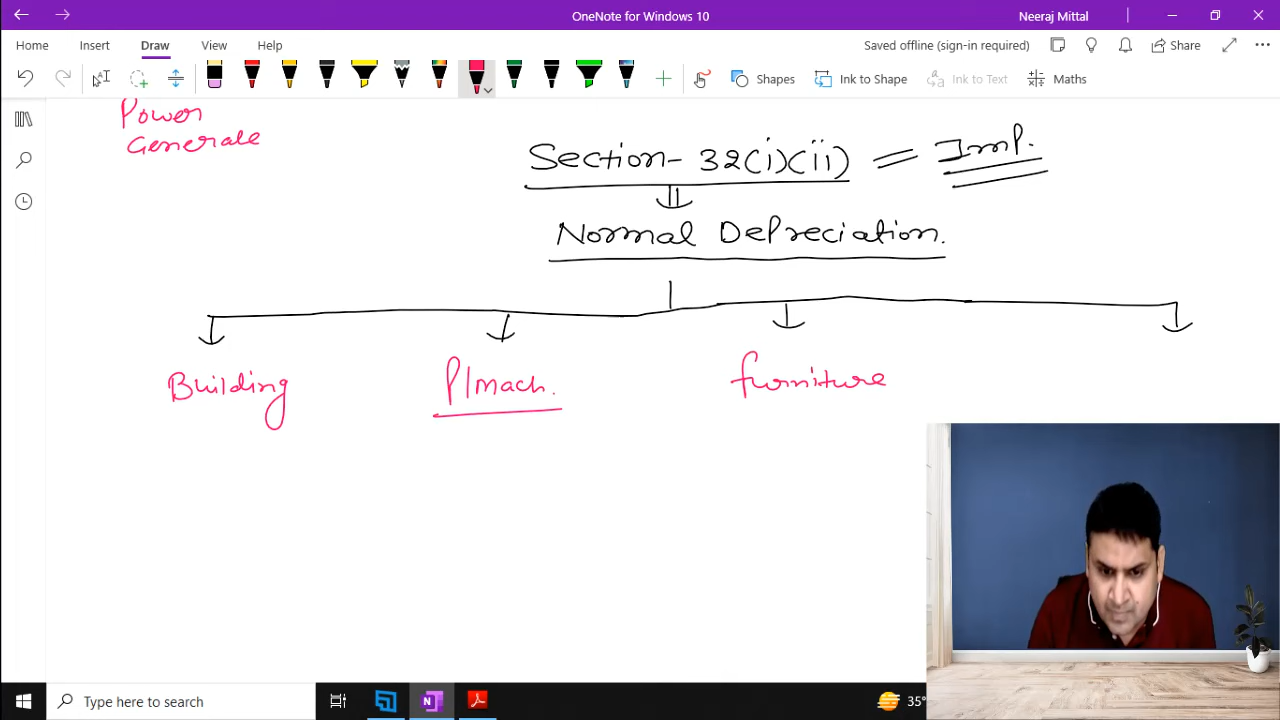 OneNote for Windows 10
Neeraj Mittal
Home Insert Draw View Help
Saved offline (sign-in required) Share
Shapes Ink to Shape Ink to Text Maths
Power
Generate
Section- 32(i)(ii) = Imp.
Normal Depreciation.
Building P/mach. furniture
Type here to search
35°